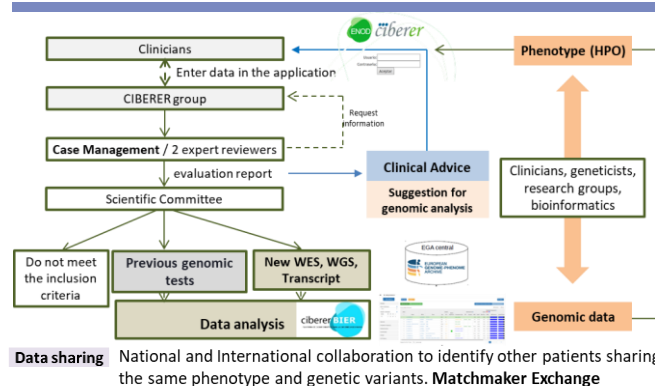 ENOD ciberer
Usuario
Contraseña
Clinicians
Phenotype (HPO)
Enter data in the application
CIBERER group
Request
information
Case Management / 2 expert reviewers
evaluation report
Clinical Advice
Suggestion for
genomic analysis
Clinicians, geneticists,
research groups,
bioinformatics
Scientific Committee
Do not meet
the inclusion
criteria
Previous genomic
tests
New WES, WGS,
Transcript
EGA central
EUROPEAN
GENOME-PHENOME
ARCHIVE
Data analysis
ciberer BIER
Genomic data
Data sharing National and International collaboration to identify other patients sharing
the same phenotype and genetic variants. Matchmaker Exchange